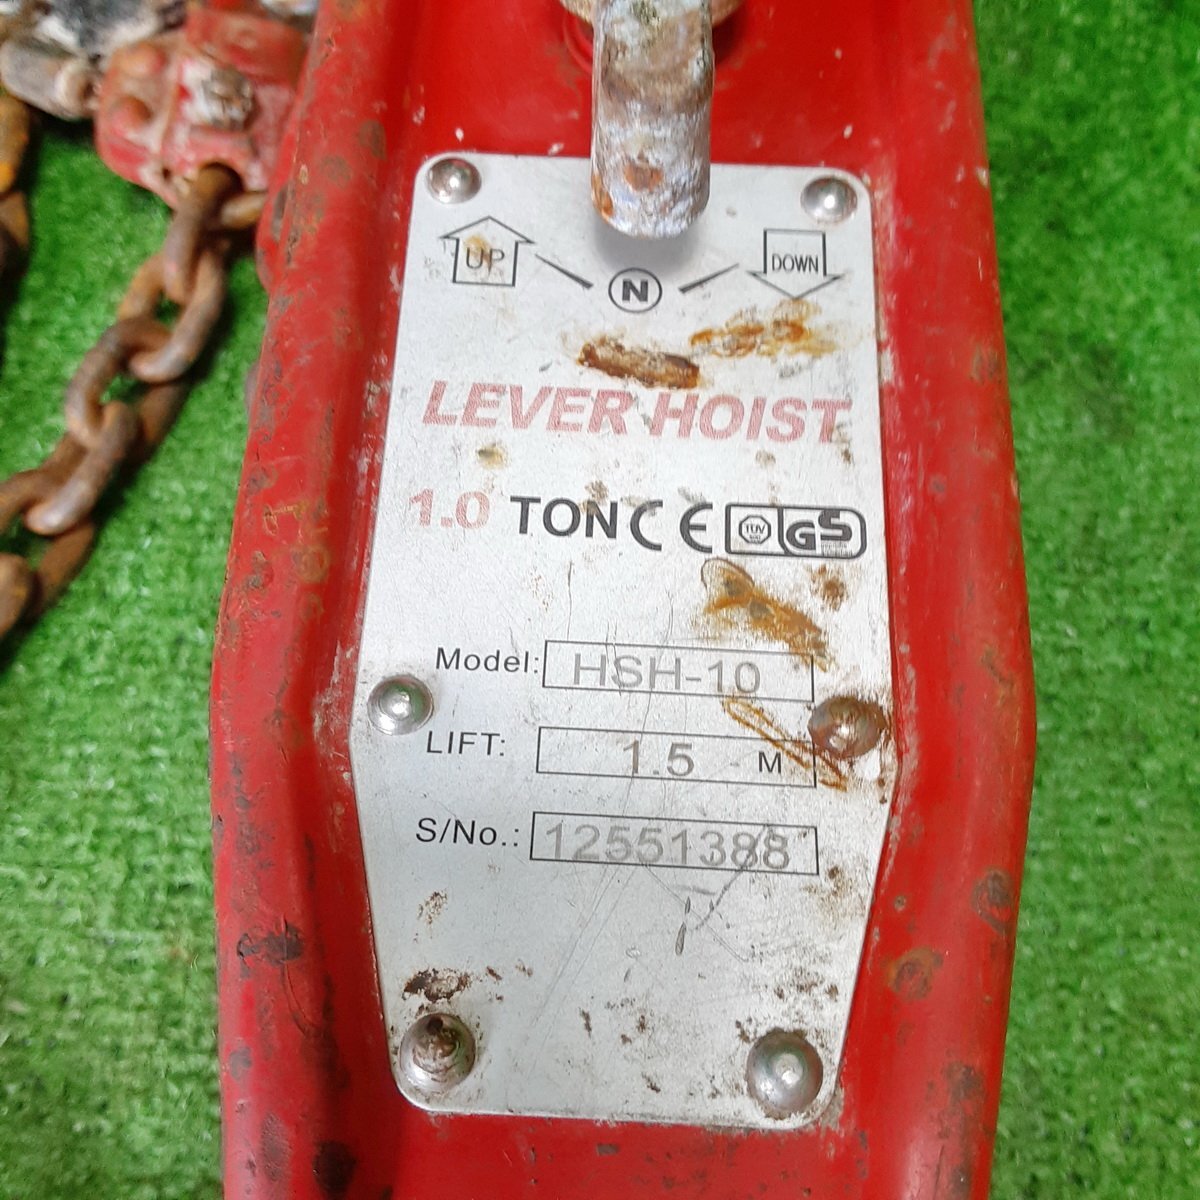 UP
N
DOWN
LEVER HOIST
1.0 TON CE TÜV GS
Model: HSH-10
LIFT: 1.5 M
S/No.: 12551388